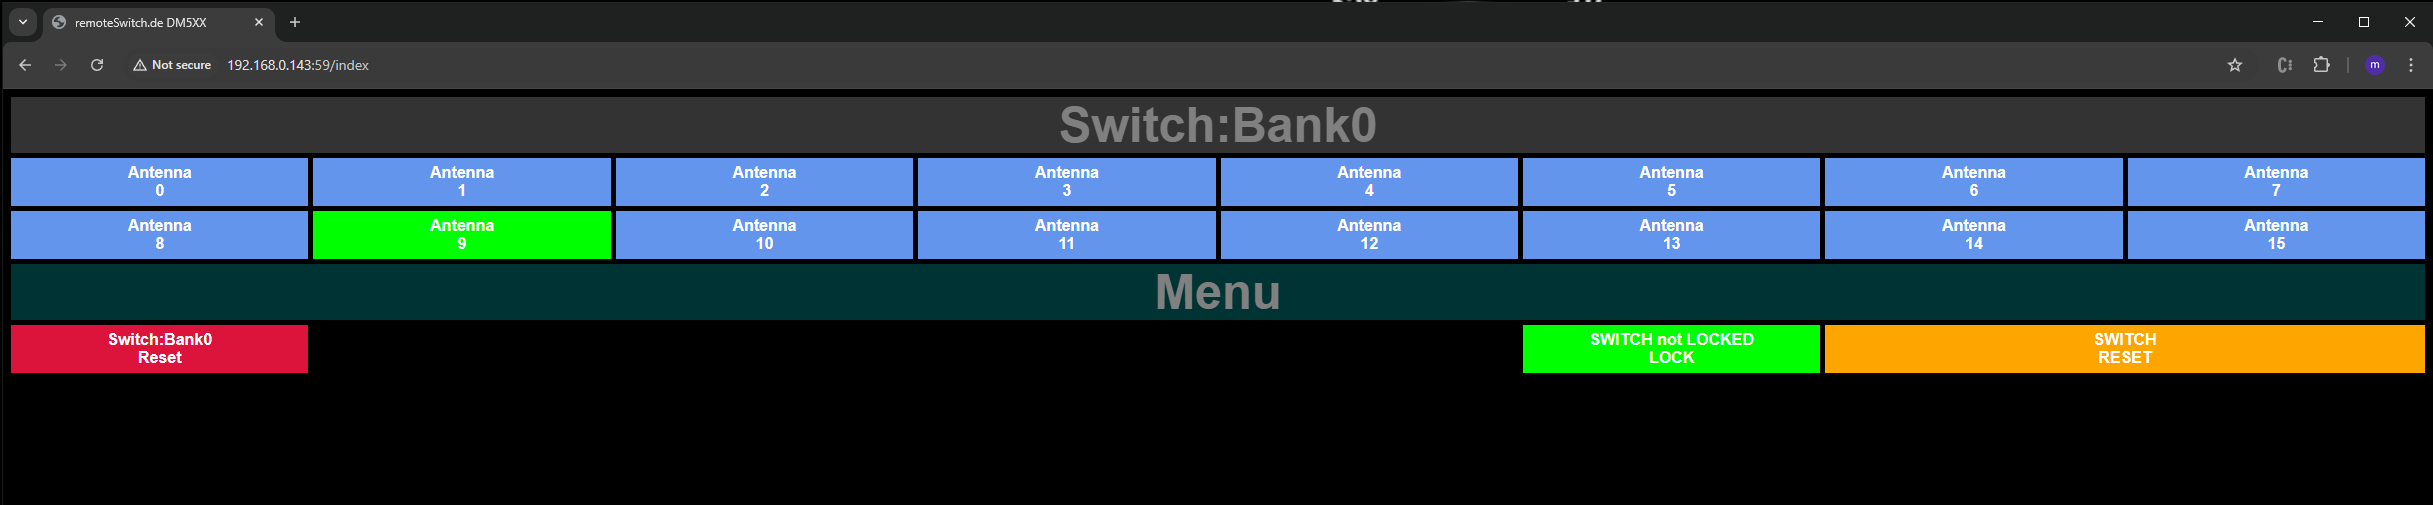 remoteSwitch.de DM5XX
Not secure 192.168.0.143:59/index
m
Switch:Bank0
Antenna 0
Antenna 1
Antenna 2
Antenna 3
Antenna 4
Antenna 5
Antenna 6
Antenna 7
Antenna 8
Antenna 9
Antenna 10
Antenna 11
Antenna 12
Antenna 13
Antenna 14
Antenna 15
Menu
Switch:Bank0
Reset
SWITCH not LOCKED
LOCK
SWITCH
RESET